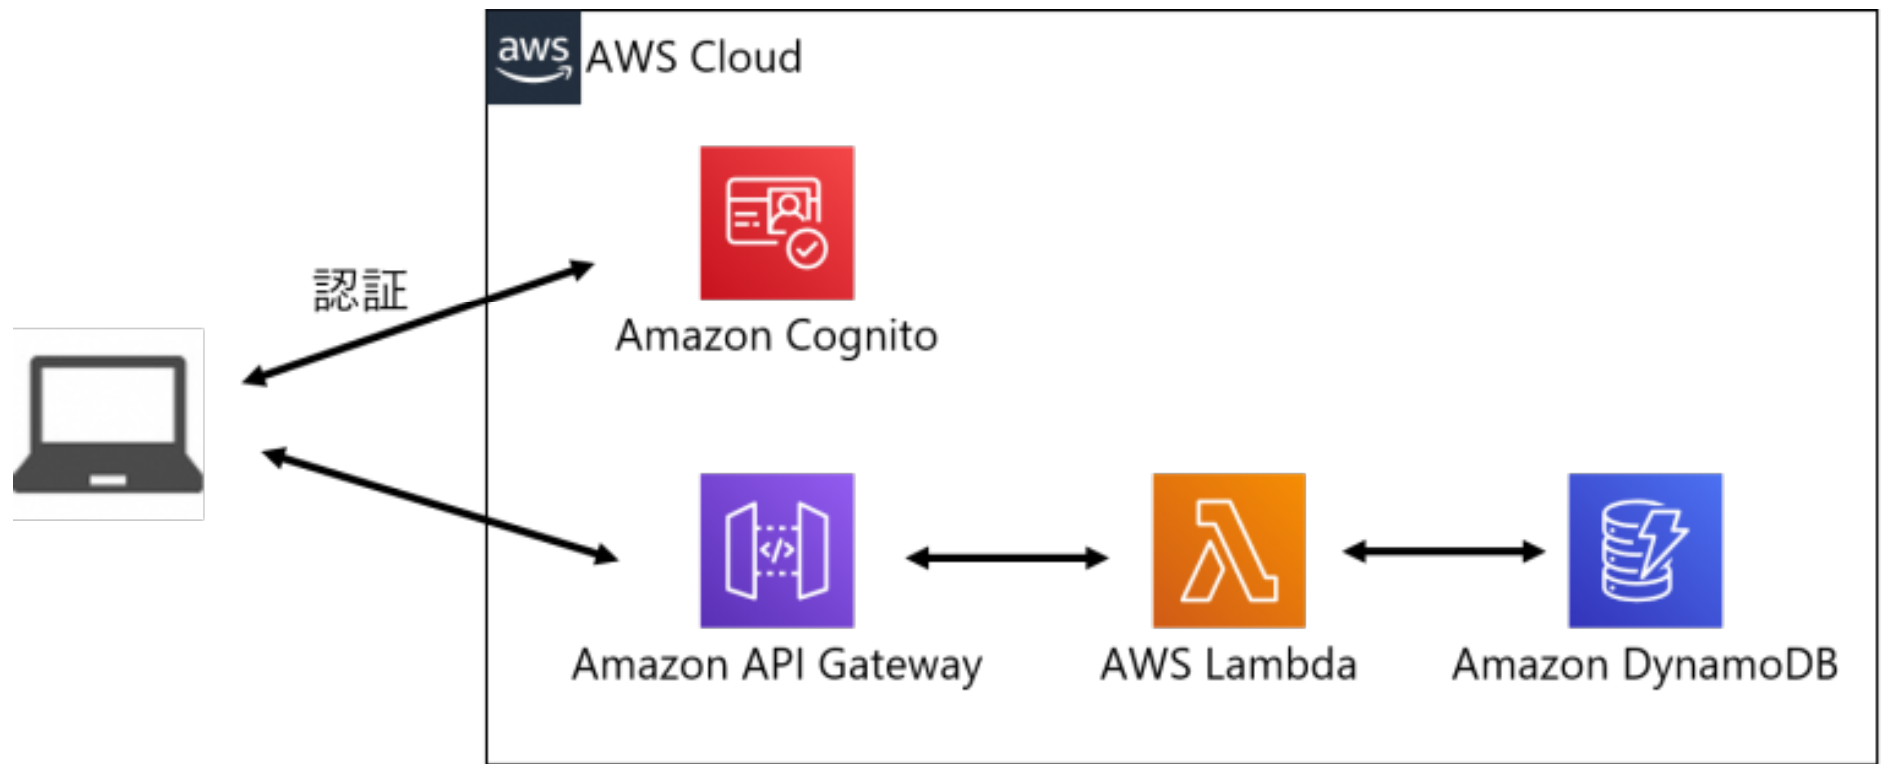 aws AWS Cloud
認証
Amazon Cognito
</>
Amazon API Gateway
AWS Lambda
Amazon DynamoDB